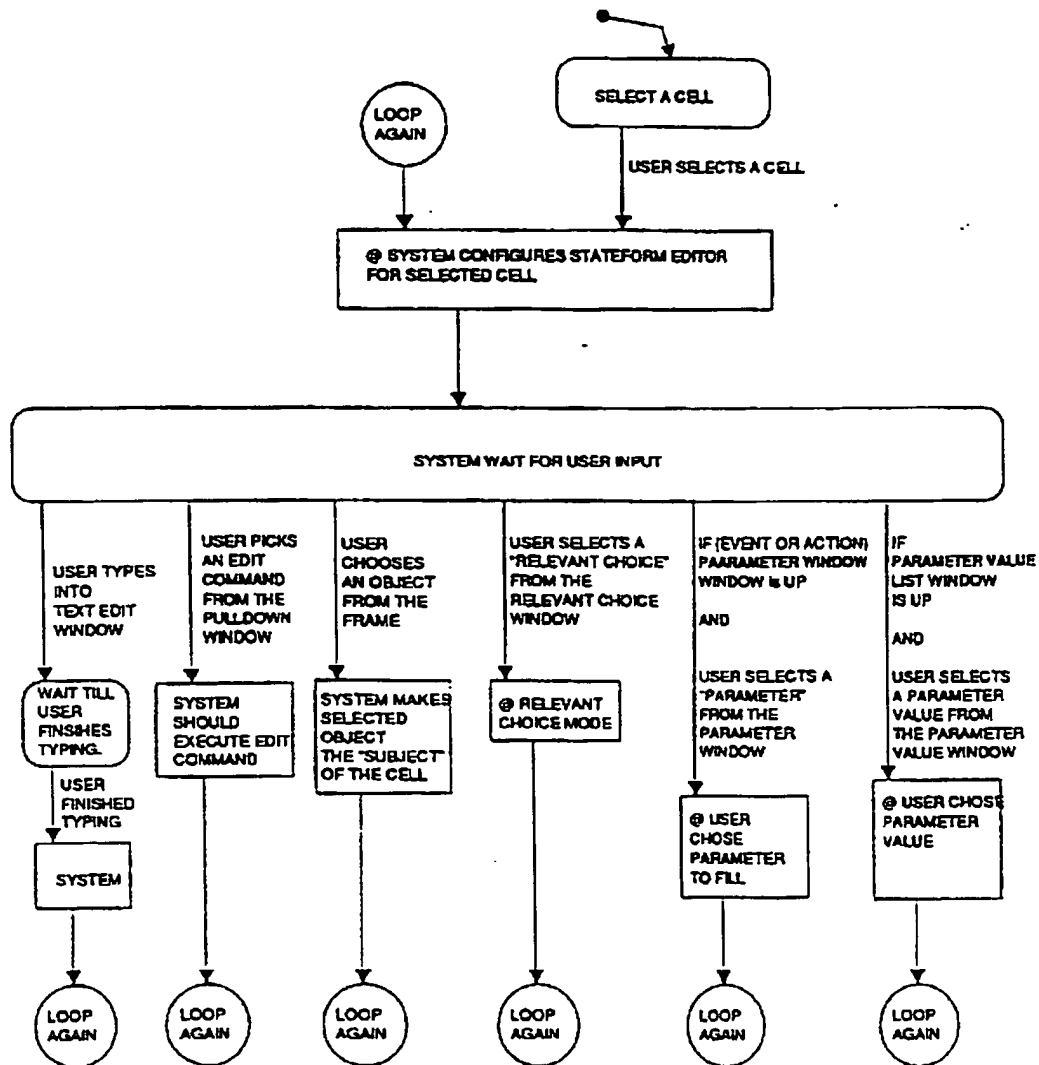 SELECT A CELL
LOOP
AGAIN
USER SELECTS A CELL
@ SYSTEM CONFIGURES STATEFORM EDITOR
FOR SELECTED CELL
SYSTEM WAIT FOR USER INPUT
USER TYPES
INTO
TEXT EDIT
WINDOW
USER PICKS
AN EDIT
COMMAND
FROM THE
PULLDOWN
WINDOW
USER
CHOOSES
AN OBJECT
FROM THE
FRAME
USER SELECTS A
"RELEVANT CHOICE"
FROM THE
RELEVANT CHOICE
WINDOW
IF (EVENT OR ACTION)
PAARAMETER WINDOW
WINDOW IS UP
AND
USER SELECTS A
"PARAMETER"
FROM THE
PARAMETER
WINDOW
IF
PARAMETER VALUE
LIST WINDOW
IS UP
AND
USER SELECTS
A PARAMETER
VALUE FROM
THE PARAMETER
VALUE WINDOW
WAIT TILL
USER
FINSIHES
TYPING.
SYSTEM
SHOULD
EXECUTE EDIT
COMMAND
SYSTEM MAKES
SELECTED
OBJECT
THE "SUBJECT"
OF THE CELL
@ RELEVANT
CHOICE MODE
@ USER
CHOSE
PARAMETER
TO FILL
@ USER CHOSE
PARAMETER
VALUE
USER
FINISHED
TYPING
SYSTEM
LOOP
AGAIN
LOOP
AGAIN
LOOP
AGAIN
LOOP
AGAIN
LOOP
AGAIN
LOOP
AGAIN